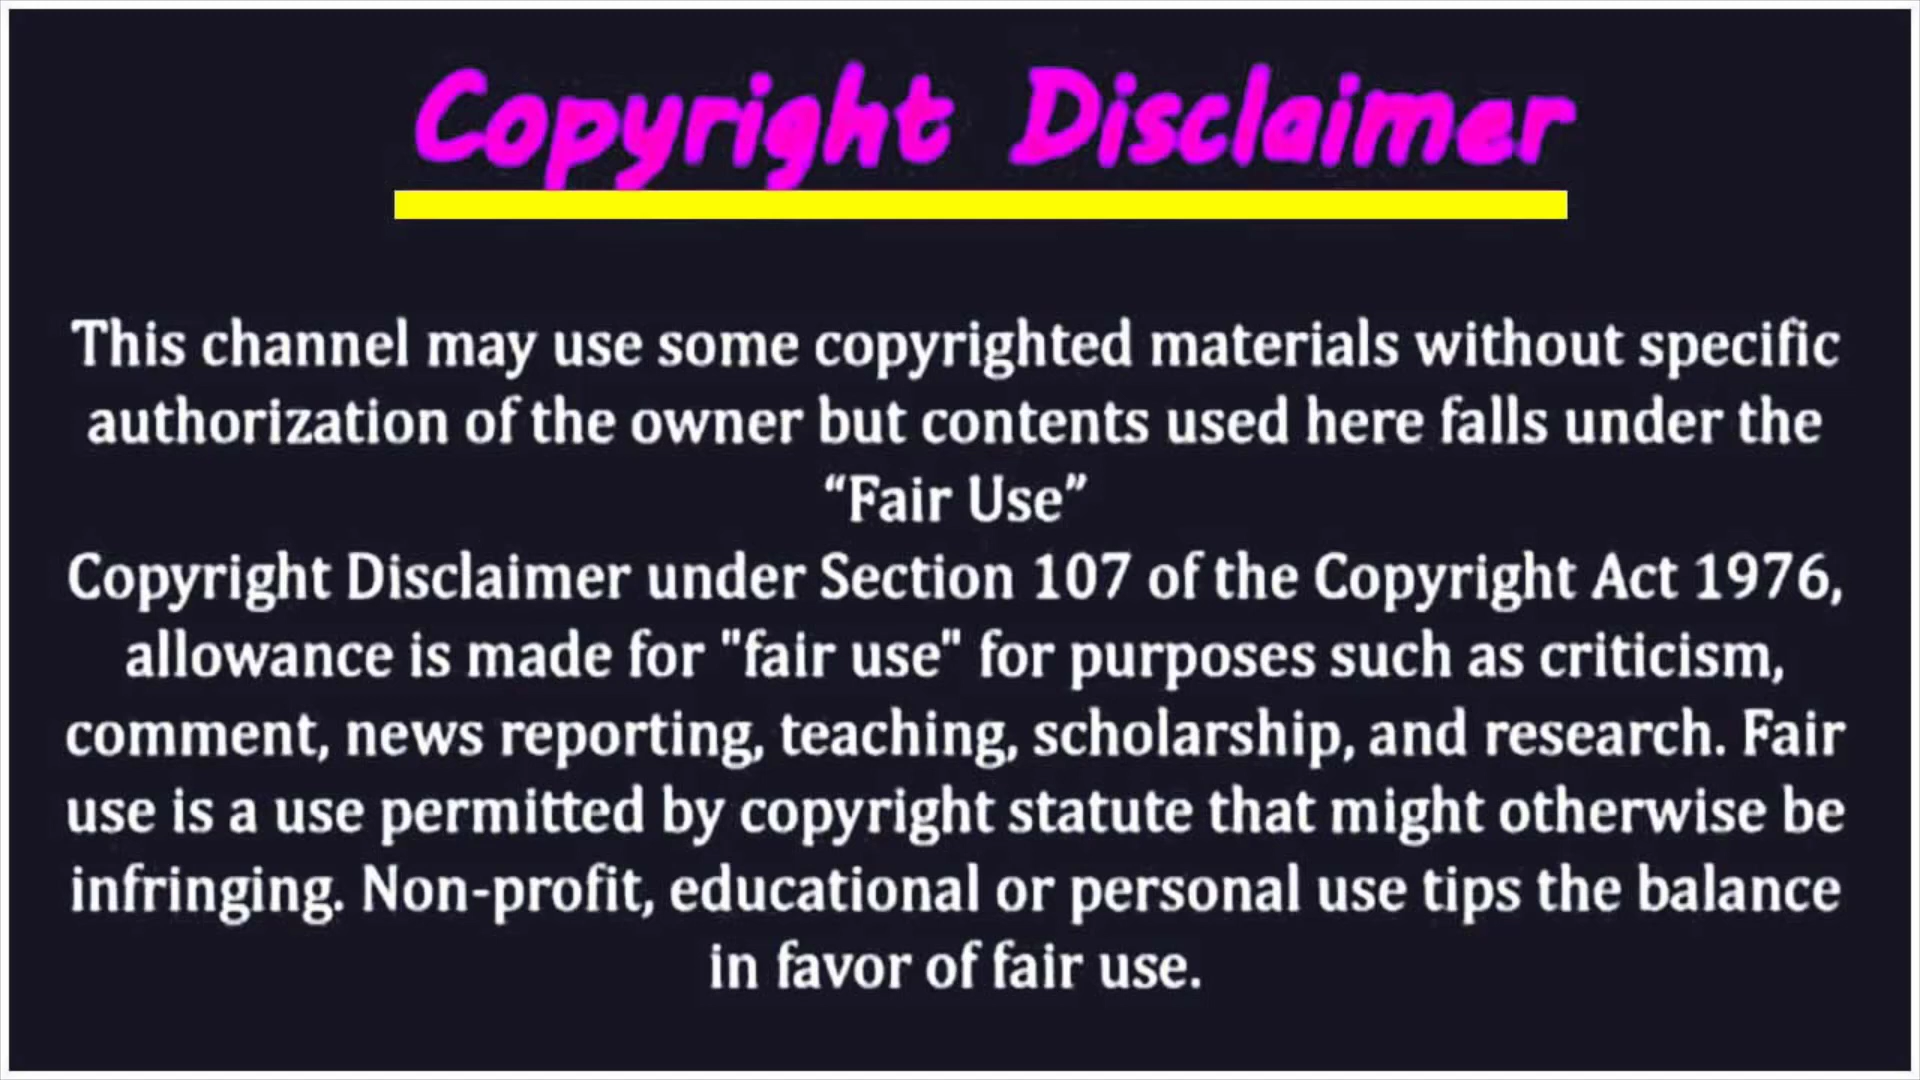 Copyright Disclaimer
This channel may use some copyrighted materials without specific
authorization of the owner but contents used here falls under the
“Fair Use”
Copyright Disclaimer under Section 107 of the Copyright Act 1976,
allowance is made for "fair use" for purposes such as criticism,
comment, news reporting, teaching, scholarship, and research. Fair
use is a use permitted by copyright statute that might otherwise be
infringing. Non-profit, educational or personal use tips the balance
in favor of fair use.